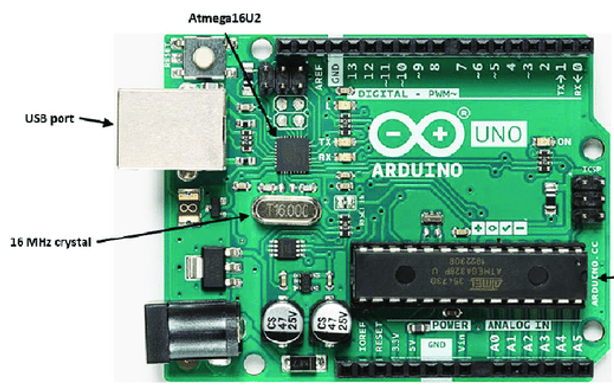 Atmega16U2
USB port
16 MHz crystal
RESET
AREF
GND
13
12
~11
~10
~9
8
7
~6
~5
4
~3
2
TX→1
RX←0
DIGITAL - PWM~
L
TX
RX
®
UNO
ON
ARDUINO
ICSP
T16.000
ARDUINO.CC
ATMEL
ATMEGA328P
CS
47
25V
CS
47
25V
POWER
ANALOG IN
IOREF
RESET
3.3V
5V
GND
Vin
A0
A1
A2
A3
A4
A5